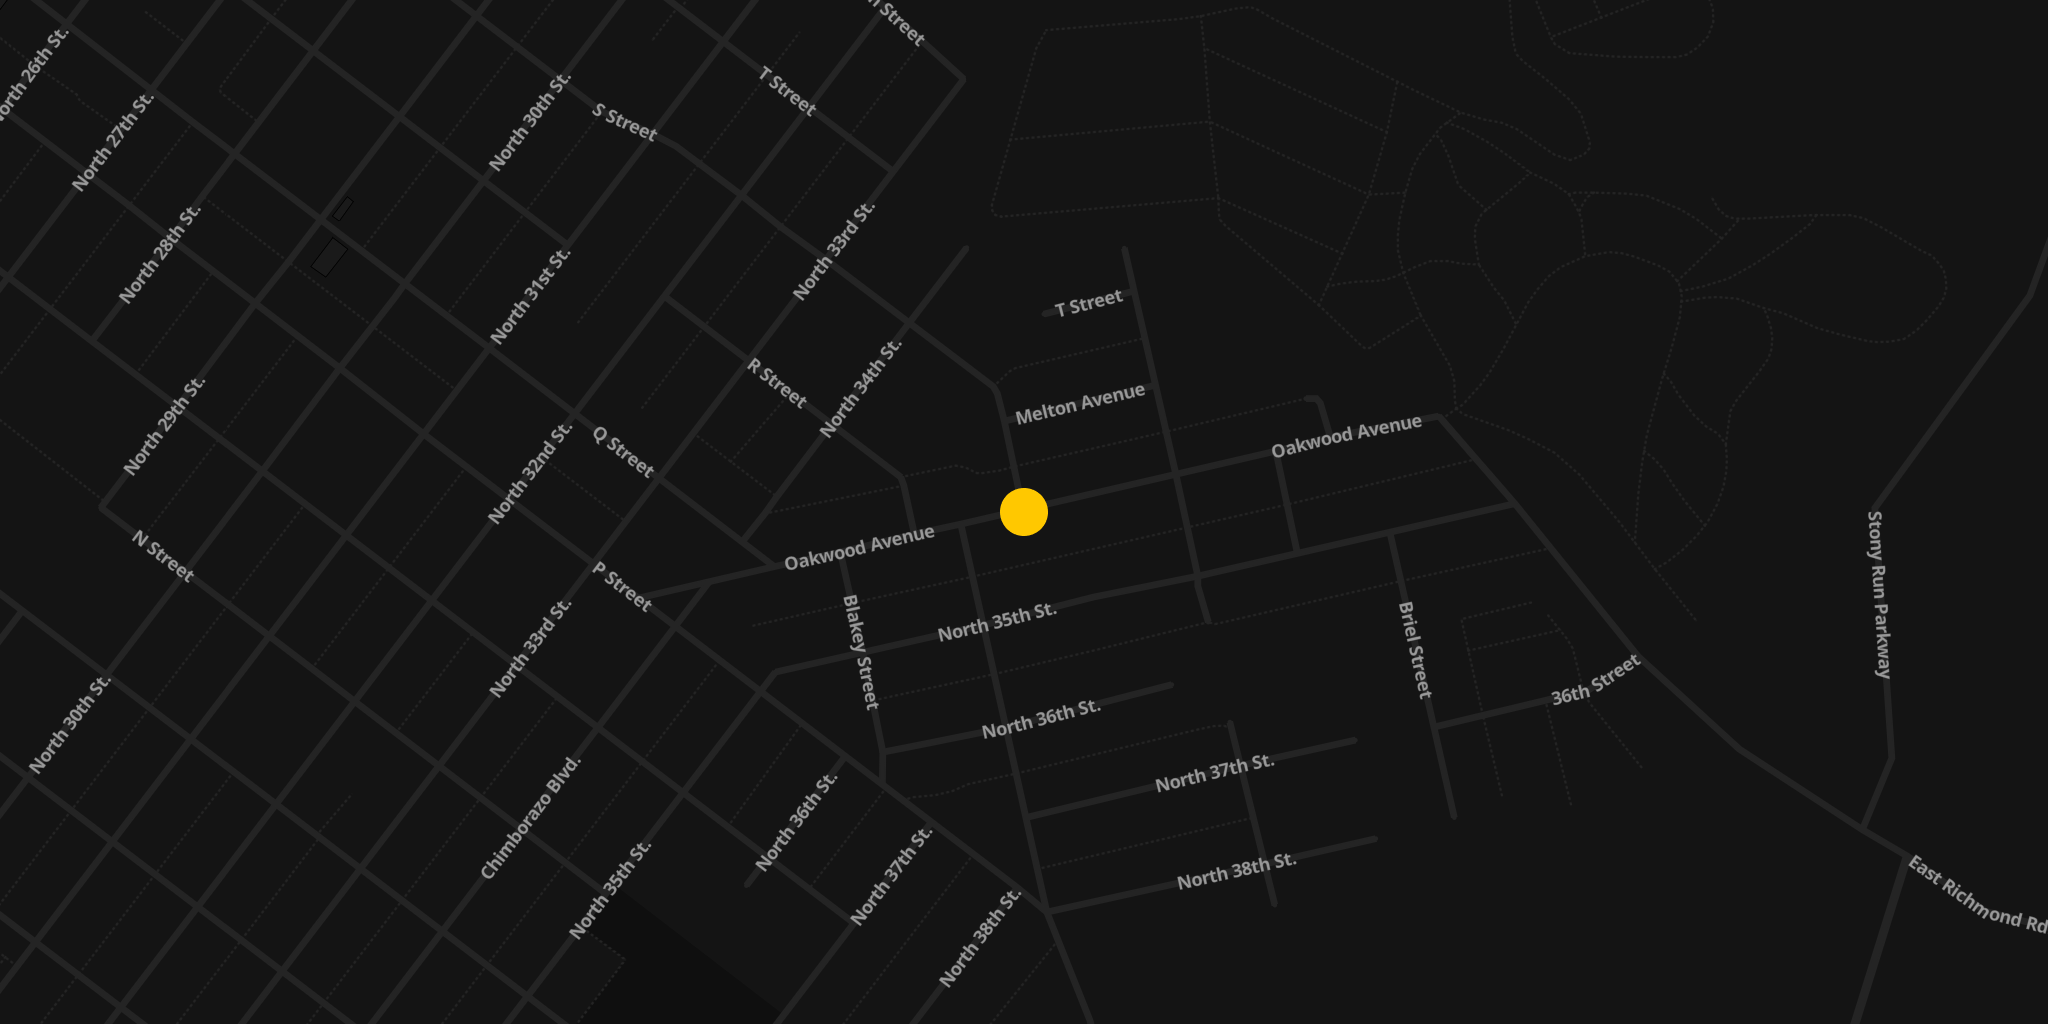 Street
North 26th St.
T Street
North 30th St.
S Street
North 27th St.
North 28th St.
North 33rd St.
North 31st St.
T Street
R Street
North 34th St.
Melton Avenue
North 29th St.
Q Street
North 32nd St.
Oakwood Avenue
Oakwood Avenue
N Street
P Street
Stony Run Parkway
North 33rd St.
Blakey Street
North 35th St.
Briel Street
36th Street
North 30th St.
North 36th St.
Chimborazo Blvd.
North 36th St.
North 37th St.
North 35th St.
North 37th St.
North 38th St.
North 38th St.
East Richmond Rd